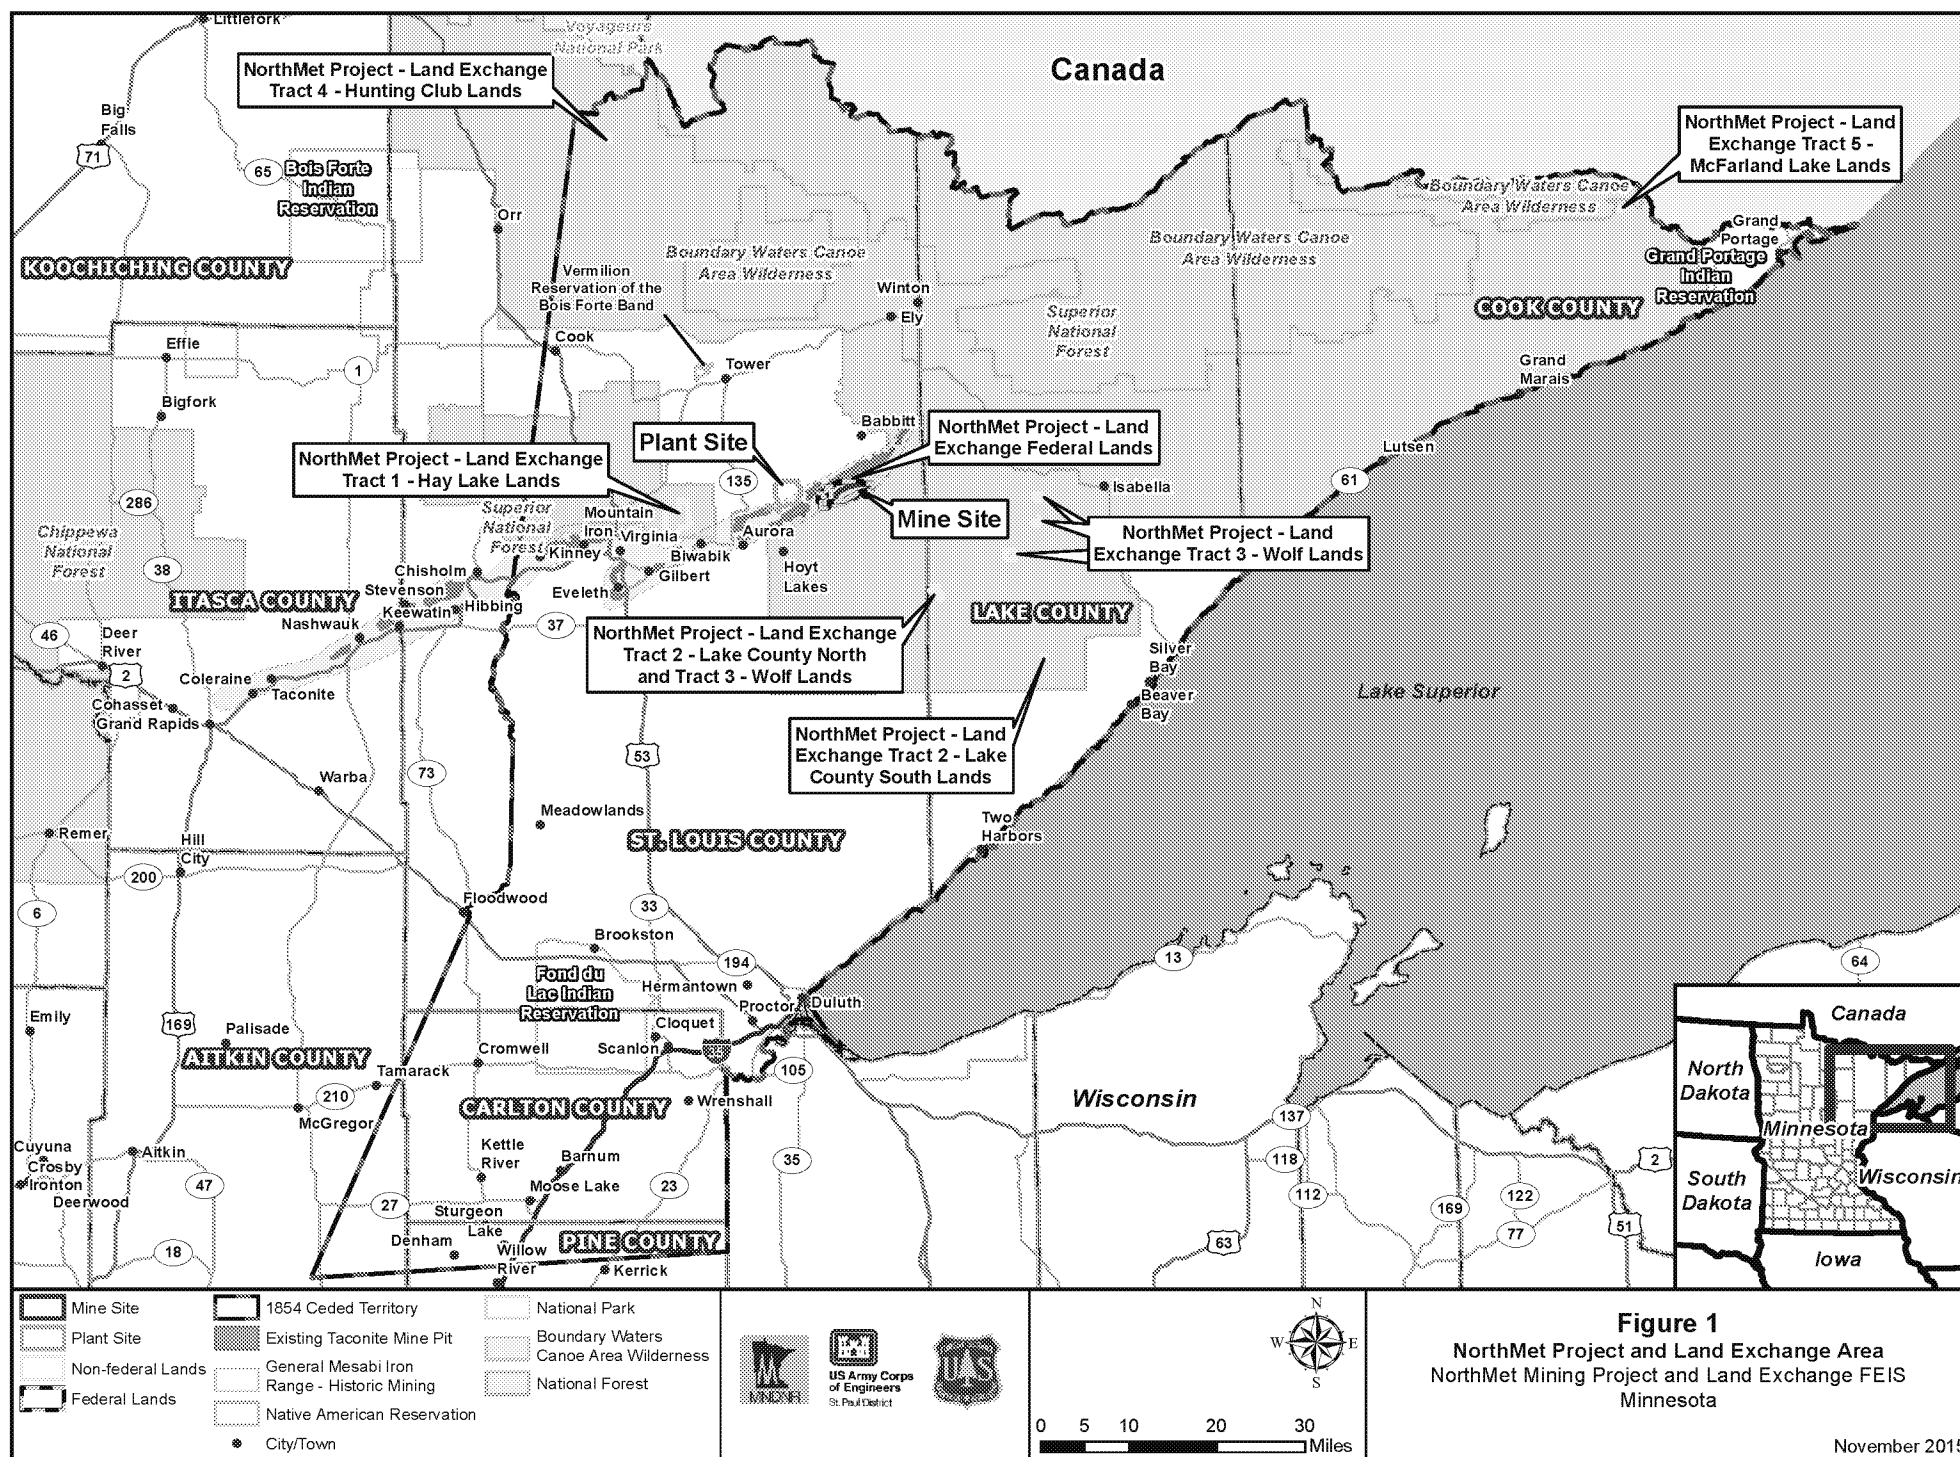 Littlefork
Voyageurs
National Park
NorthMet Project - Land Exchange
Tract 4 - Hunting Club Lands
Canada
Big
Falls
71
65
Bois Forte
Indian
Reservation
NorthMet Project - Land
Exchange Tract 5 -
McFarland Lake Lands
Boundary Waters Canoe
Area Wilderness
Orr
Grand
Portage
Grand Portage
Indian
Reservation
KOOCHICHING COUNTY
Boundary Waters Canoe
Area Wilderness
Boundary Waters Canoe
Area Wilderness
Vermilion
Reservation of the
Bois Forte Band
Winton
Ely
COOK COUNTY
Superior
National
Forest
Effie
Cook
1
Tower
Grand
Marais
Bigfork
Babbitt
Plant Site
NorthMet Project - Land
Exchange Federal Lands
Lutsen
NorthMet Project - Land Exchange
Tract 1 - Hay Lake Lands
135
61
Isabella
286
Superior
National
Forest
Mountain
Iron
Mine Site
Chippewa
National
Forest
Kinney
Virginia
Biwabik
Aurora
NorthMet Project - Land
Exchange Tract 3 - Wolf Lands
38
Chisholm
Gilbert
Hoyt
Lakes
Stevenson
Eveleth
ITASCA COUNTY
Keewatin
Hibbing
LAKE COUNTY
Nashwauk
37
46
Deer
River
NorthMet Project - Land Exchange
Tract 2 - Lake County North
and Tract 3 - Wolf Lands
2
Silver
Bay
Coleraine
Taconite
Beaver
Bay
Lake Superior
Cohasset
Grand Rapids
NorthMet Project - Land
Exchange Tract 2 - Lake
County South Lands
53
Warba
73
Meadowlands
Two
Harbors
Remer
Hill
City
ST. LOUIS COUNTY
200
6
Floodwood
33
Brookston
194
13
64
Fond du
Lac Indian
Reservation
Hermantown
Proctor
Duluth
Emily
169
Palisade
Cloquet
Scanlon
35
AITKIN COUNTY
Cromwell
105
Tamarack
210
McGregor
CARLTON COUNTY
Wrenshall
Wisconsin
137
Cuyuna
Crosby
Ironton
Deerwood
Aitkin
47
Kettle
River
Barnum
Moose Lake
23
35
118
112
2
27
Sturgeon
Lake
169
122
77
51
18
Denham
Willow
River
PINE COUNTY
Kerrick
63
Canada
North
Dakota
Minnesota
South
Dakota
Wisconsin
Iowa
Mine Site
Plant Site
Non-federal Lands
Federal Lands
1854 Ceded Territory
Existing Taconite Mine Pit
General Mesabi Iron
Range - Historic Mining
Native American Reservation
City/Town
National Park
Boundary Waters
Canoe Area Wilderness
National Forest
MNDNR
US Army Corps
of Engineers
St. Paul District
US
N
W E
S
0 5 10 20 30
Miles
Figure 1
NorthMet Project and Land Exchange Area
NorthMet Mining Project and Land Exchange FEIS
Minnesota
November 2015